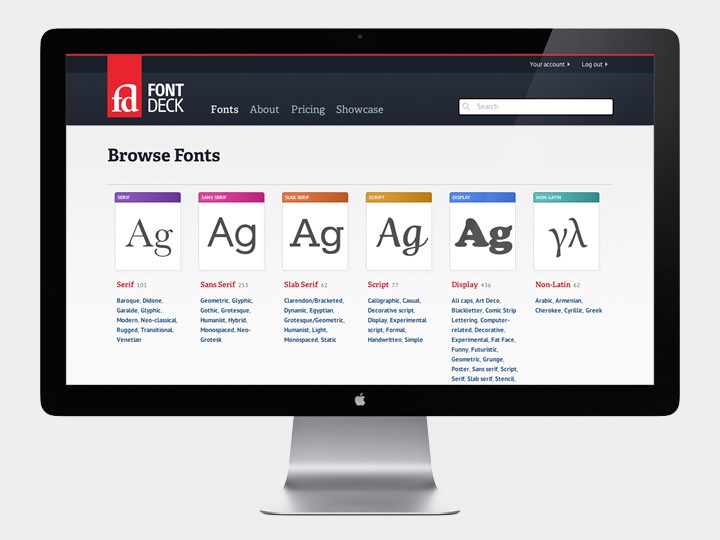 Your account Log out
fd FONT
DECK
Fonts About Pricing Showcase
Search
Browse Fonts
SERIF
Ag
Serif 101
Baroque, Didone,
Garalde, Glyphic,
Modern, Neo-classical,
Rugged, Transitional,
Venetian
SANS SERIF
Ag
Sans Serif 253
Geometric, Glyphic,
Gothic, Grotesque,
Humanist, Hybrid,
Monospaced, Neo-
Grotesk
SLAB SERIF
Ag
Slab Serif 62
Clarendon/Bracketed,
Dynamic, Egyptian,
Grotesque/Geometric,
Humanist, Light,
Monospaced, Static
SCRIPT
Ag
Script 77
Calligraphic, Casual,
Decorative script,
Display, Experimental
script, Formal,
Handwritten, Simple
DISPLAY
Ag
Display 436
All caps, Art Deco,
Blackletter, Comic Strip
Lettering, Computer-
related, Decorative,
Experimental, Fat Face,
Funny, Futuristic,
Geometric, Grunge,
Poster, Sans serif, Script,
Serif, Slab serif, Stencil,
NON-LATIN
γλ
Non-Latin 62
Arabic, Armenian,
Cherokee, Cyrillic, Greek